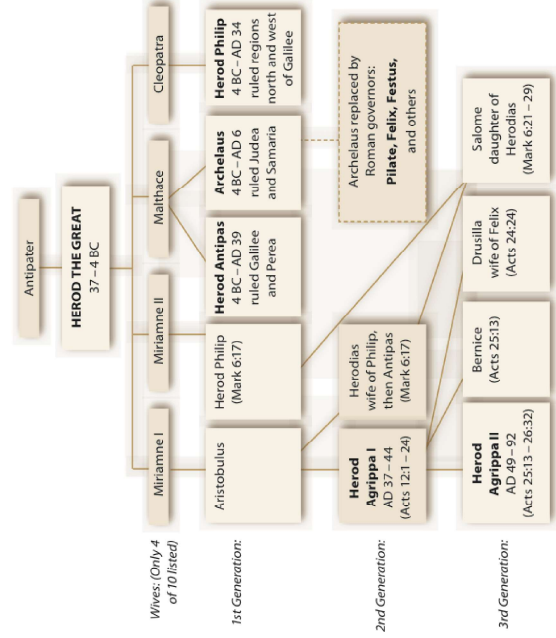 Antipater
HEROD THE GREAT
37 – 4 BC
Wives: (Only 4
of 10 listed)
Miriamne I
Miriamne II
Malthace
Cleopatra
1st Generation:
Aristobulus
Herod Philip
(Mark 6:17)
Herod Antipas
4 BC – AD 39
ruled Galilee
and Perea
Archelaus
4 BC – AD 6
ruled Judea
and Samaria
Herod Philip
4 BC – AD 34
ruled regions
north and west
of Galilee
2nd Generation:
Herod
Agrippa I
AD 37 – 44
(Acts 12:1 – 24)
Herodias
wife of Philip,
then Antipas
(Mark 6:17)
Archelaus replaced by
Roman governors:
Pilate, Felix, Festus,
and others
3rd Generation:
Herod
Agrippa II
AD 49 – 92
(Acts 25:13 – 26:32)
Bernice
(Acts 25:13)
Drusilla
wife of Felix
(Acts 24:24)
Salome
daughter of
Herodias
(Mark 6:21 – 29)